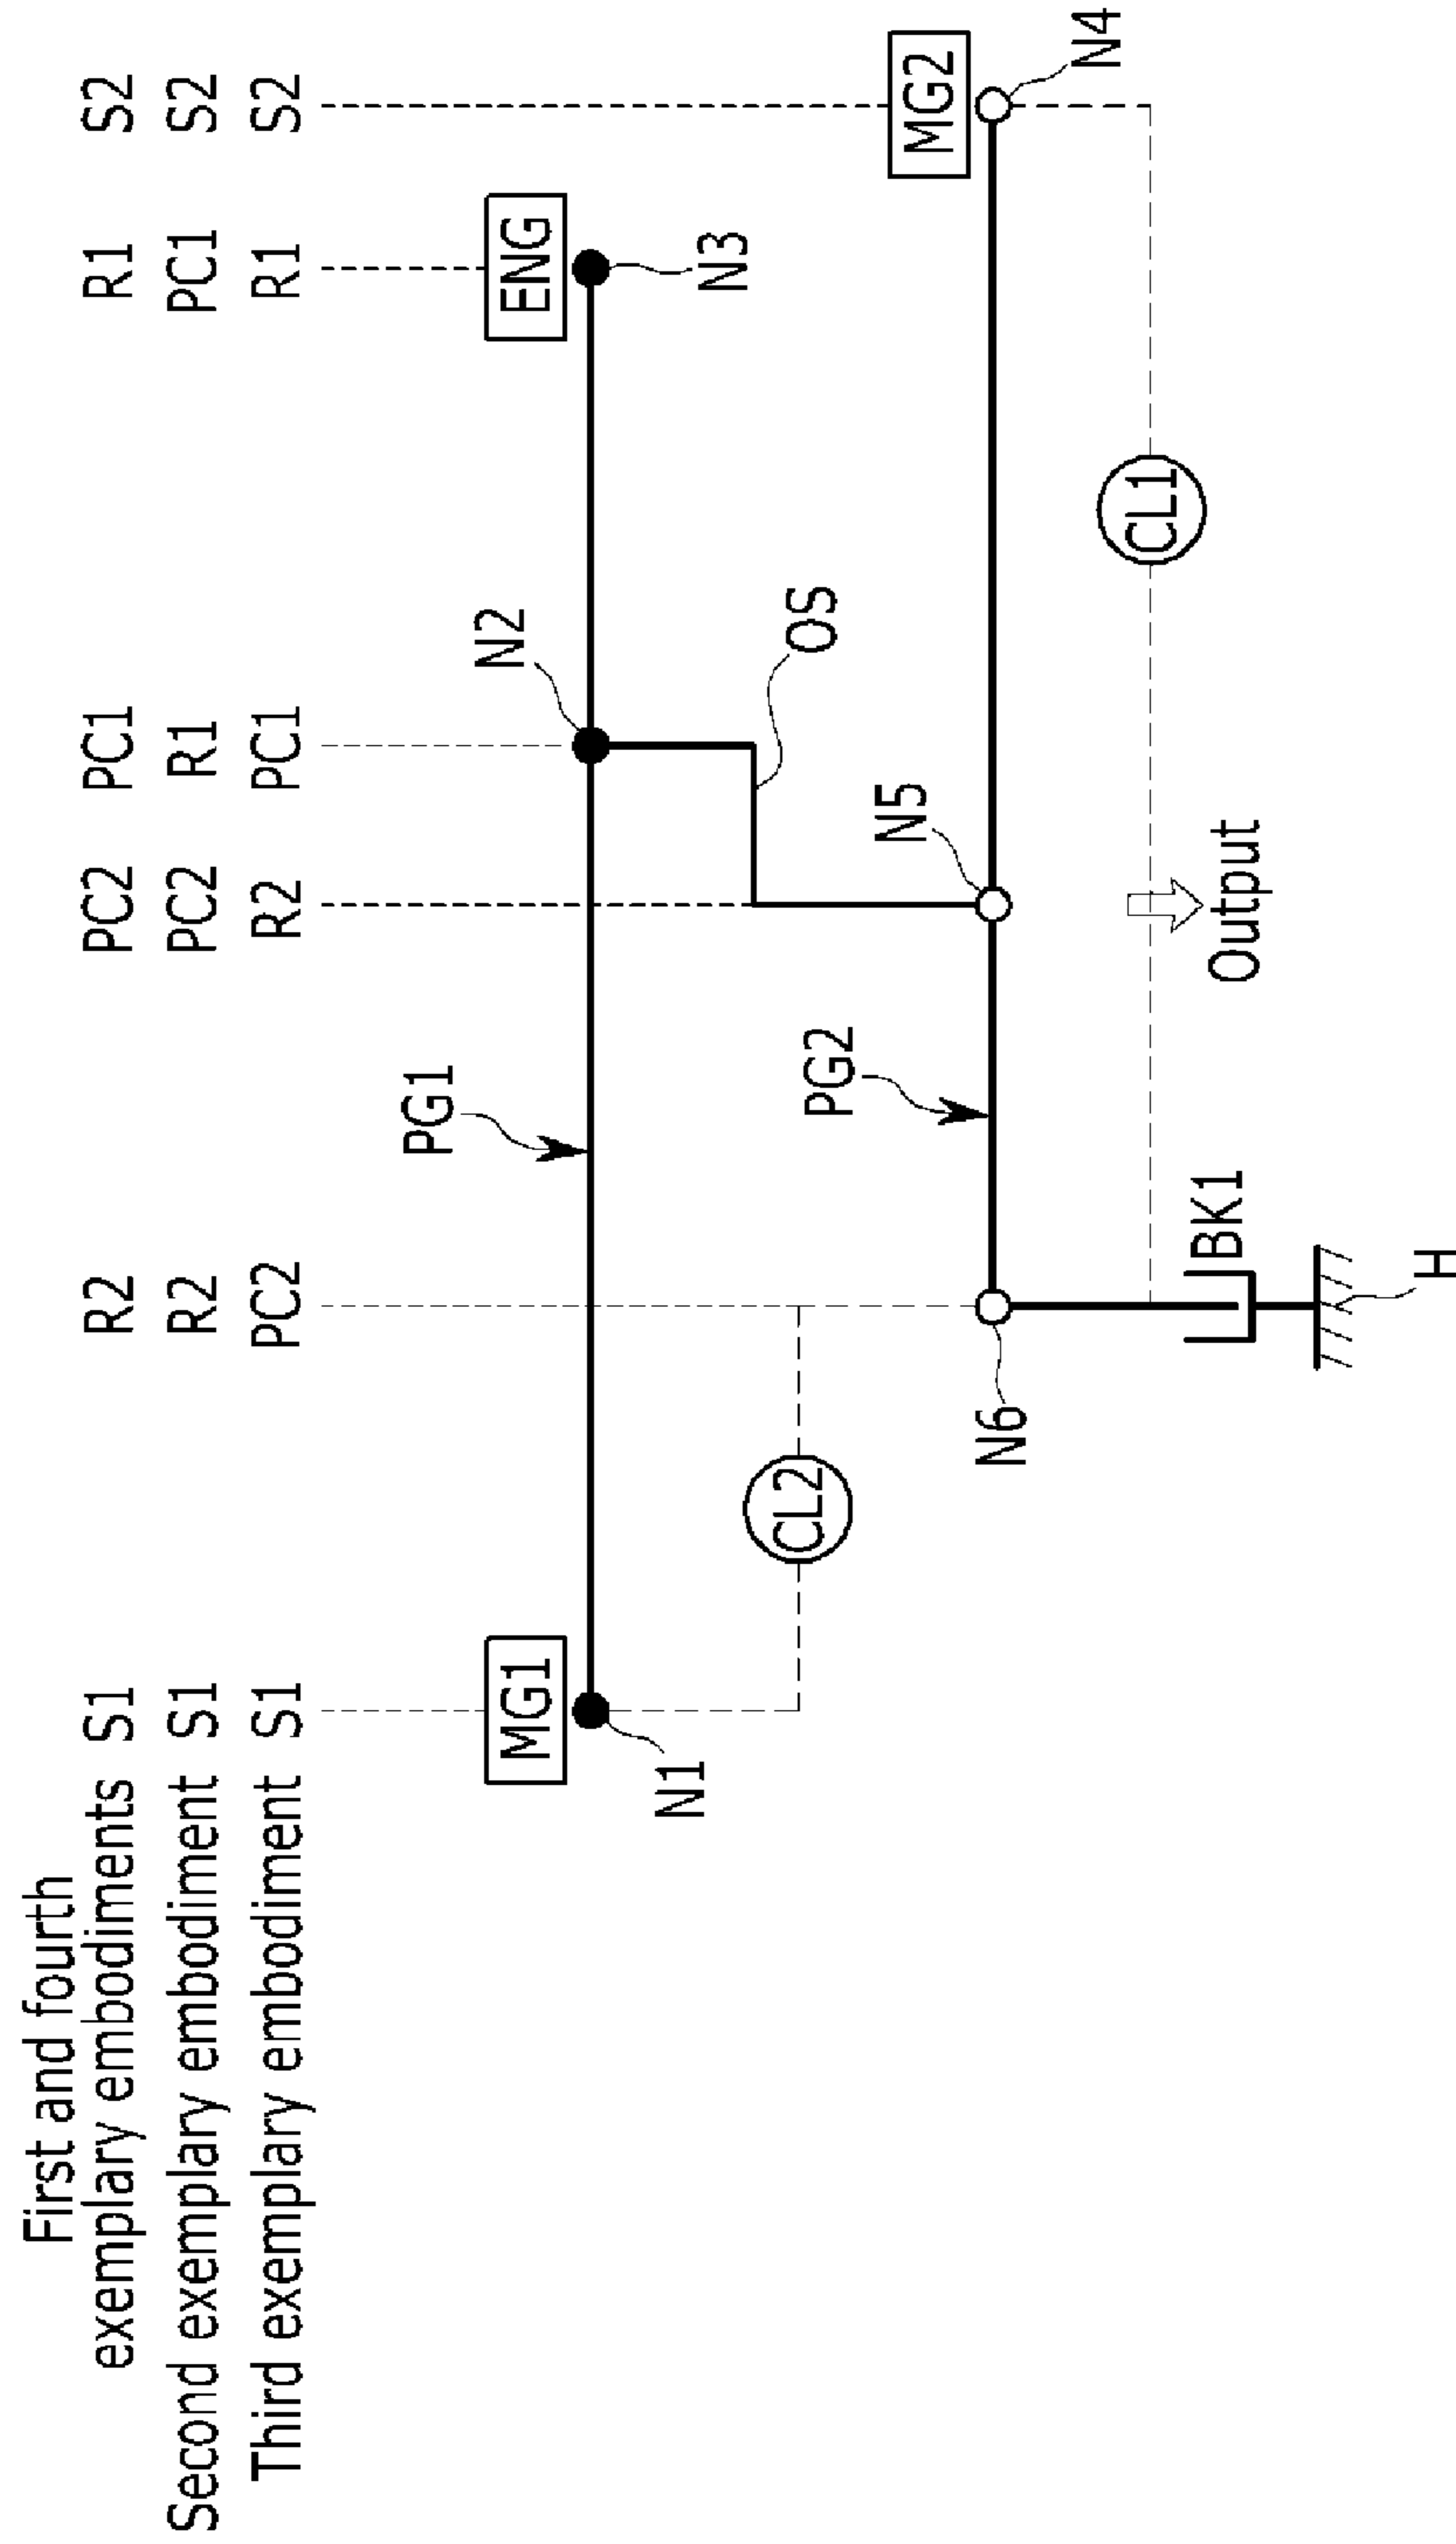 First and fourth
exemplary embodiments S1 R2 PC2 PC1 R1 S2
Second exemplary embodiment S1 R2 PC2 R1 PC1 S2
Third exemplary embodiment S1 PC2 R2 PC1 R1 S2
PG1
N2
MG1
ENG
N1
N3
CL2
OS
PG2
N5
MG2
N6
N4
CL1
BK1
Output
H